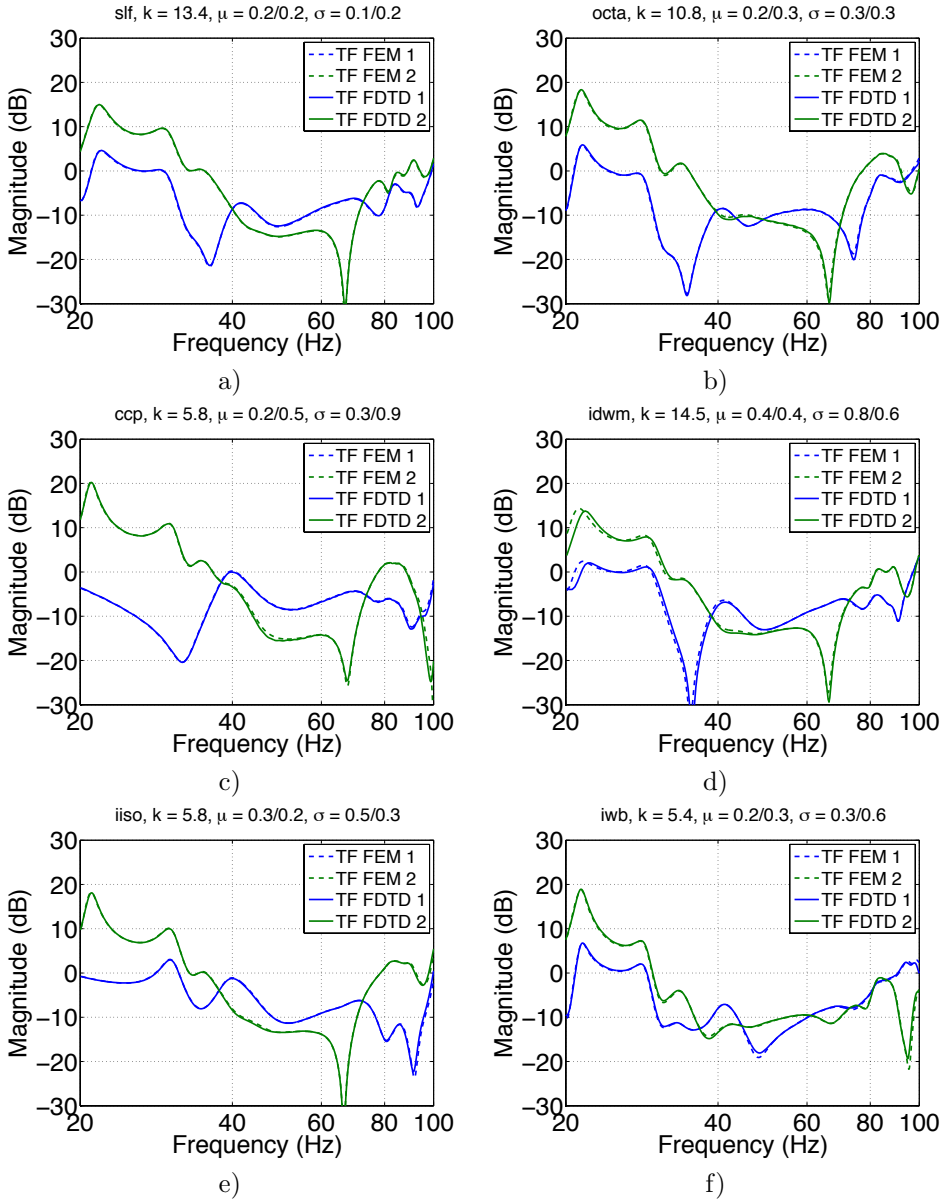 slf, k = 13.4, μ = 0.2/0.2, σ = 0.1/0.2
30
20
10
0
−10
−20
−30
Magnitude (dB)
TF FEM 1
TF FEM 2
TF FDTD 1
TF FDTD 2
20 40 60 80 100
Frequency (Hz)
a)
octa, k = 10.8, μ = 0.2/0.3, σ = 0.3/0.3
30
20
10
0
−10
−20
−30
Magnitude (dB)
TF FEM 1
TF FEM 2
TF FDTD 1
TF FDTD 2
20 40 60 80 100
Frequency (Hz)
b)
ccp, k = 5.8, μ = 0.2/0.5, σ = 0.3/0.9
30
20
10
0
−10
−20
−30
Magnitude (dB)
TF FEM 1
TF FEM 2
TF FDTD 1
TF FDTD 2
20 40 60 80 100
Frequency (Hz)
c)
idwm, k = 14.5, μ = 0.4/0.4, σ = 0.8/0.6
30
20
10
0
−10
−20
−30
Magnitude (dB)
TF FEM 1
TF FEM 2
TF FDTD 1
TF FDTD 2
20 40 60 80 100
Frequency (Hz)
d)
iiso, k = 5.8, μ = 0.3/0.2, σ = 0.5/0.3
30
20
10
0
−10
−20
−30
Magnitude (dB)
TF FEM 1
TF FEM 2
TF FDTD 1
TF FDTD 2
20 40 60 80 100
Frequency (Hz)
e)
iwb, k = 5.4, μ = 0.2/0.3, σ = 0.3/0.6
30
20
10
0
−10
−20
−30
Magnitude (dB)
TF FEM 1
TF FEM 2
TF FDTD 1
TF FDTD 2
20 40 60 80 100
Frequency (Hz)
f)